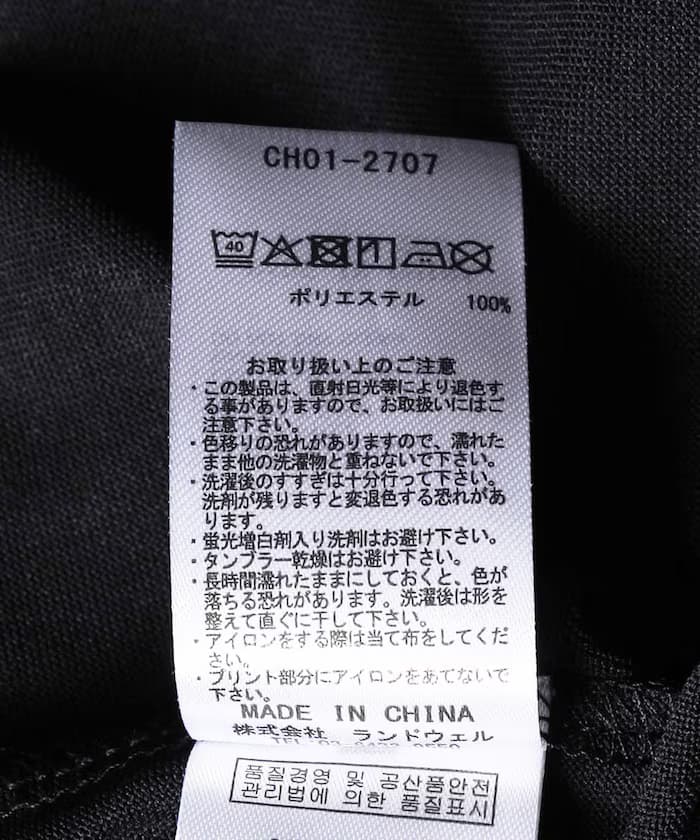 CH01-2707
40
ポリエステル 100%
お取り扱い上のご注意
・この製品は、直射日光等により退色す
る事がありますので、お取扱いにはご
注意下さい。
・色移りの恐れがありますので、濡れた
まま他の洗濯物と重ねないで下さい。
・洗濯後のすすぎは十分行って下さい。
洗剤が残りますと変退色する恐れがあ
ります。
・蛍光増白剤入り洗剤はお避け下さい。
・タンブラー乾燥はお避け下さい。
・長時間濡れたままにしておくと、色が
落ちる恐れがあります。洗濯後は形を
整えて直ぐに干して下さい。
・アイロンをする際は当て布をしてくだ
さい。
・プリント部分にアイロンをあてないで
下さい。
MADE IN CHINA
株式会社 ランドウェル
품질경영 및 공산품안전
관리법에 의한 품질표시